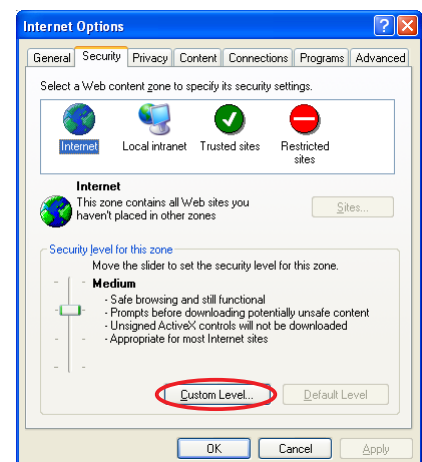 Internet Options
General Security Privacy Content Connections Programs Advanced
Select a Web content zone to specify its security settings.
Internet Local intranet Trusted sites Restricted sites
Internet
This zone contains all Web sites you
haven't placed in other zones
Sites...
Security level for this zone
Move the slider to set the security level for this zone.
Medium
- Safe browsing and still functional
- Prompts before downloading potentially unsafe content
- Unsigned ActiveX controls will not be downloaded
- Appropriate for most Internet sites
Custom Level... Default Level
OK Cancel Apply